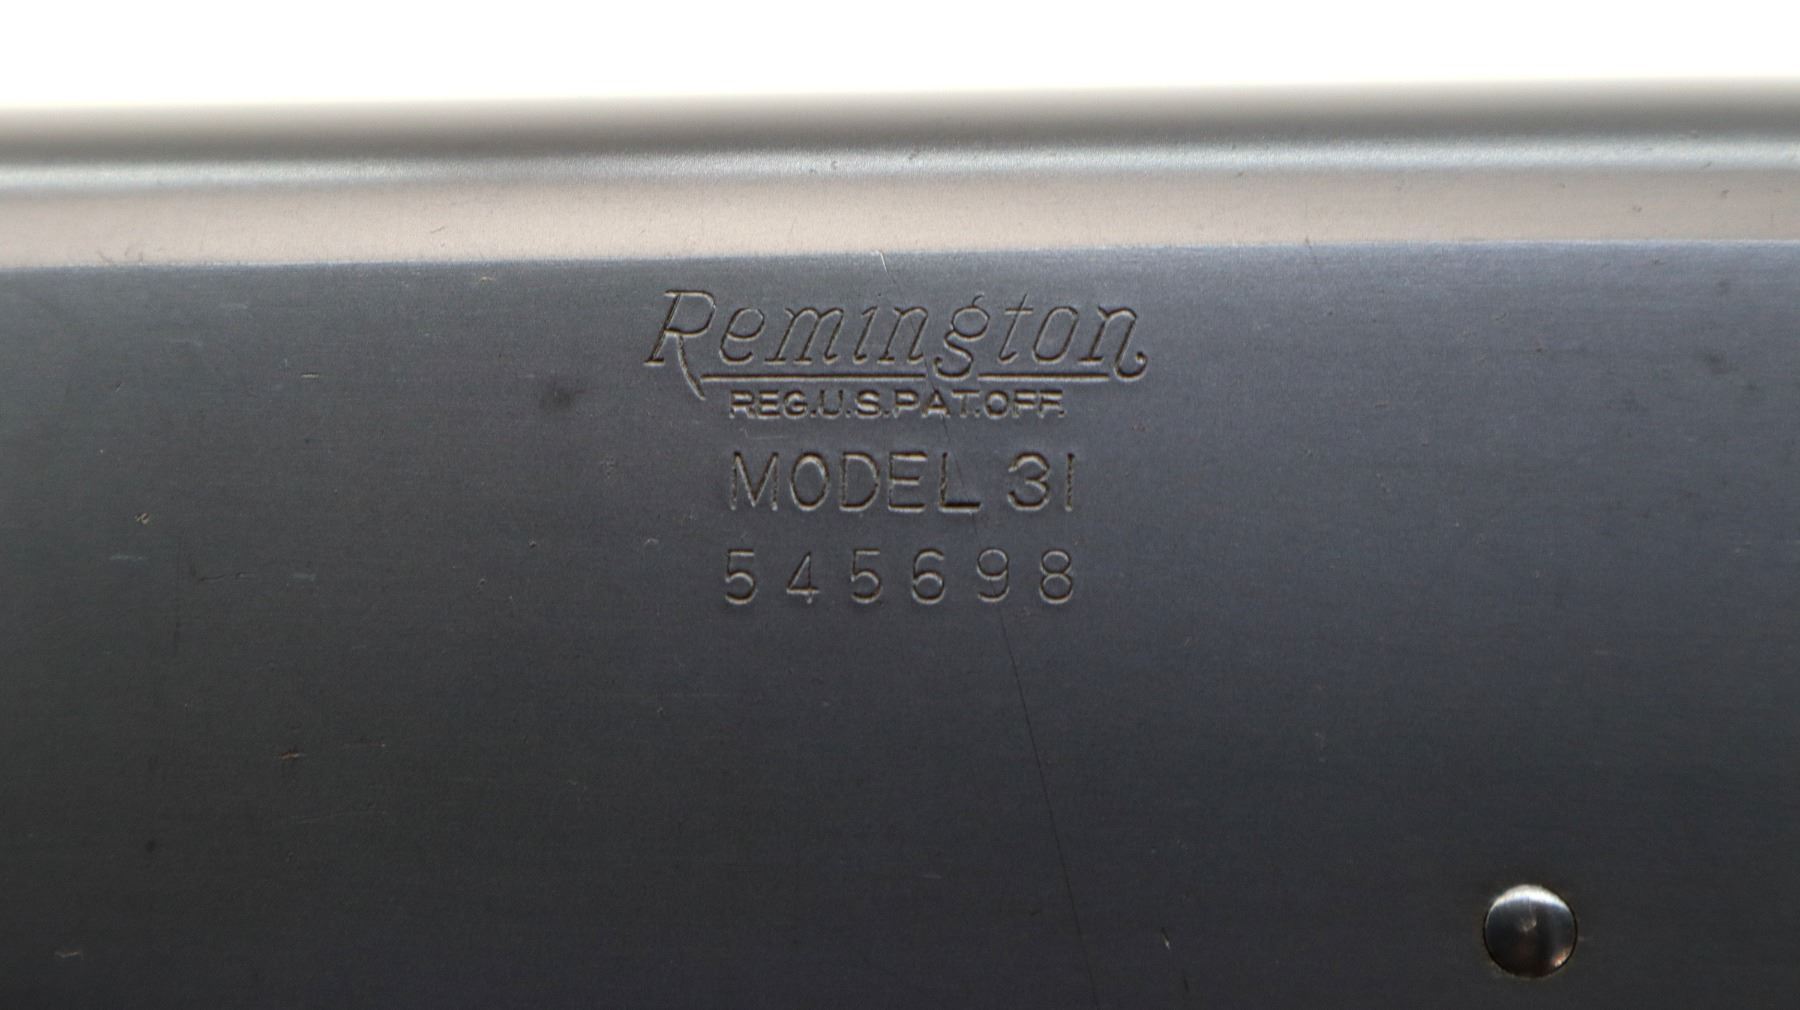 Remington
REG.U.S.PAT.OFF.
MODEL 31
545698